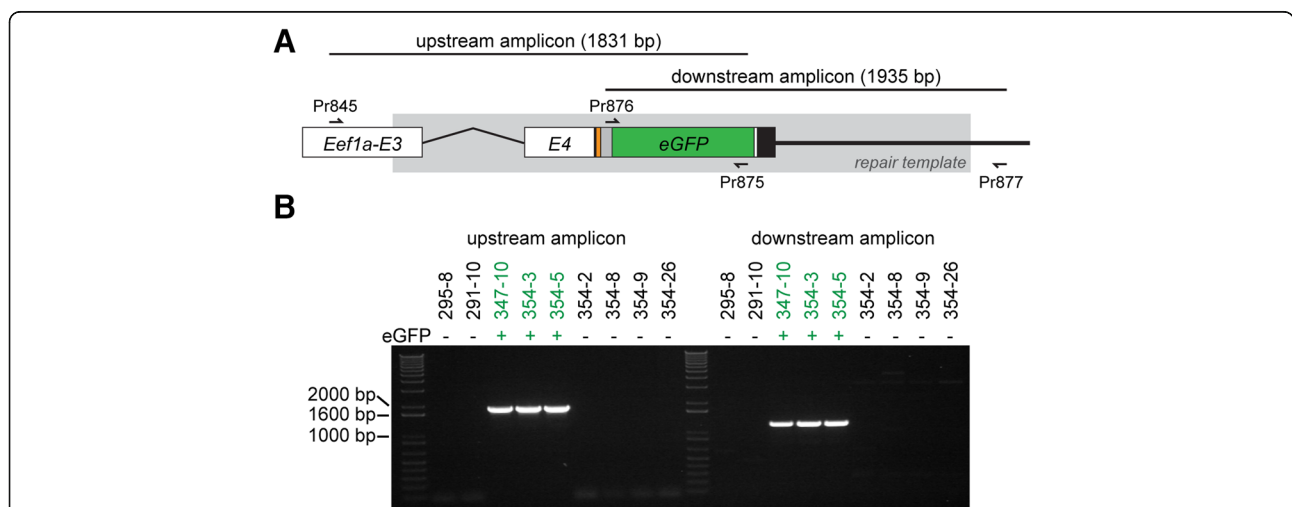 A
upstream amplicon (1831 bp)
downstream amplicon (1935 bp)
Pr845
Pr876
Eef1a-E3
E4
eGFP
repair template
Pr875
Pr877
B
upstream amplicon
downstream amplicon
295-8 291-10 347-10 354-3 354-5 354-2 354-8 354-9 354-26 295-8 291-10 347-10 354-3 354-5 354-2 354-8 354-9 354-26
eGFP - - + + + - - - - - - + + + - - - -
2000 bp
1600 bp
1000 bp